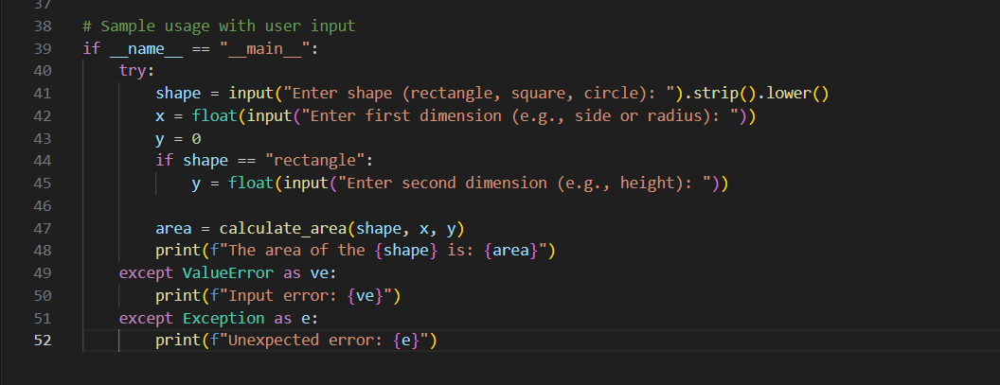 37
38 # Sample usage with user input
39 if __name__ == "__main__":
40     try:
41         shape = input("Enter shape (rectangle, square, circle): ").strip().lower()
42         x = float(input("Enter first dimension (e.g., side or radius): "))
43         y = 0
44         if shape == "rectangle":
45             y = float(input("Enter second dimension (e.g., height): "))
46
47         area = calculate_area(shape, x, y)
48         print(f"The area of the {shape} is: {area}")
49     except ValueError as ve:
50         print(f"Input error: {ve}")
51     except Exception as e:
52         print(f"Unexpected error: {e}")